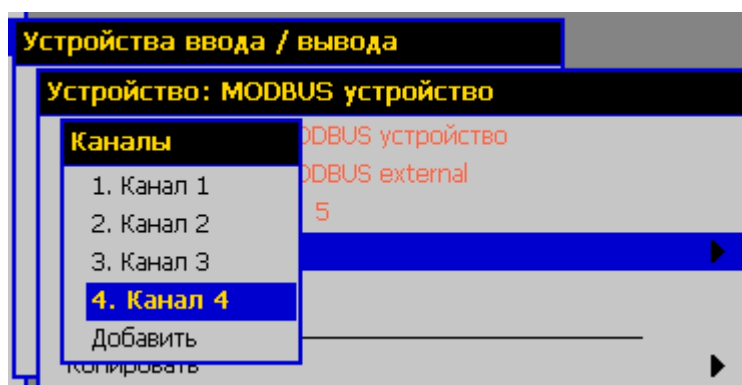 Устройства ввода / вывода
Устройство: MODBUS устройство
Каналы
DBUS устройство
1. Канал 1
DBUS external
2. Канал 2
5
3. Канал 3
4. Канал 4
Добавить
Копировать